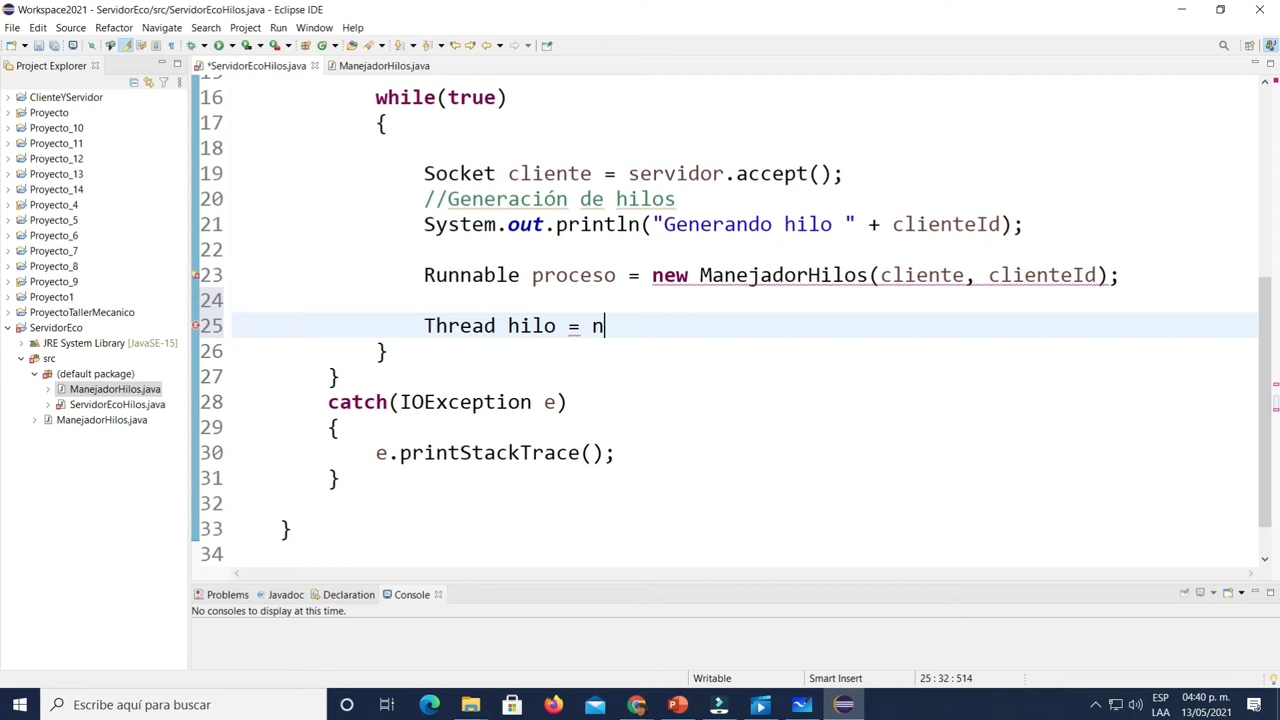 Workspace2021 - ServidorEco/src/ServidorEcoHilos.java - Eclipse IDE
File Edit Source Refactor Navigate Search Project Run Window Help
Project Explorer
*ServidorEcoHilos.java
ManejadorHilos.java
ClienteYServidor
Proyecto
Proyecto_10
Proyecto_11
Proyecto_12
Proyecto_13
Proyecto_14
Proyecto_4
Proyecto_5
Proyecto_6
Proyecto_7
Proyecto_8
Proyecto_9
Proyecto1
ProyectoTallerMecanico
ServidorEco
JRE System Library [JavaSE-15]
src
(default package)
ManejadorHilos.java
ServidorEcoHilos.java
ManejadorHilos.java
15
16 while(true)
17 {
18
19 Socket cliente = servidor.accept();
20 //Generación de hilos
21 System.out.println("Generando hilo " + clienteId);
22
23 Runnable proceso = new ManejadorHilos(cliente, clienteId);
24
25 Thread hilo = n
26 }
27 }
28 catch(IOException e)
29 {
30 e.printStackTrace();
31 }
32
33 }
34
Problems Javadoc Declaration Console
No consoles to display at this time.
Writable Smart Insert 25 : 32 : 514
Escribe aquí para buscar
ESP
LAA
04:40 p. m.
13/05/2021